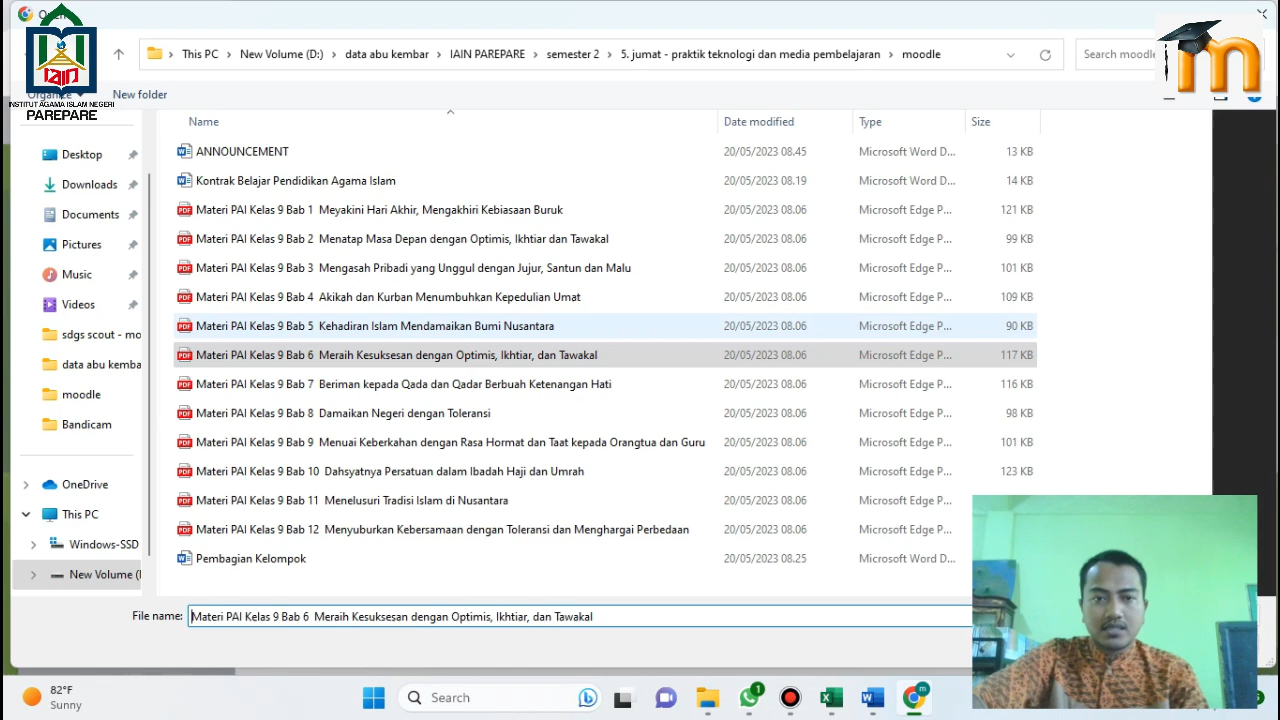 This PC > New Volume (D:) > data abu kembar > IAIN PAREPARE > semester 2 > 5. jumat - praktik teknologi dan media pembelajaran > moodle
Search moodle
m
iain
INSTITUT AGAMA ISLAM NEGERI
PAREPARE
Organize
New folder
Name Date modified Type Size
ANNOUNCEMENT 20/05/2023 08.45 Microsoft Word D... 13 KB
Kontrak Belajar Pendidikan Agama Islam 20/05/2023 08.19 Microsoft Word D... 14 KB
Materi PAI Kelas 9 Bab 1 Meyakini Hari Akhir, Mengakhiri Kebiasaan Buruk 20/05/2023 08.06 Microsoft Edge P... 121 KB
Materi PAI Kelas 9 Bab 2 Menatap Masa Depan dengan Optimis, Ikhtiar dan Tawakal 20/05/2023 08.06 Microsoft Edge P... 99 KB
Materi PAI Kelas 9 Bab 3 Mengasah Pribadi yang Unggul dengan Jujur, Santun dan Malu 20/05/2023 08.06 Microsoft Edge P... 101 KB
Materi PAI Kelas 9 Bab 4 Akikah dan Kurban Menumbuhkan Kepedulian Umat 20/05/2023 08.06 Microsoft Edge P... 109 KB
Materi PAI Kelas 9 Bab 5 Kehadiran Islam Mendamaikan Bumi Nusantara 20/05/2023 08.06 Microsoft Edge P... 90 KB
Materi PAI Kelas 9 Bab 6 Meraih Kesuksesan dengan Optimis, Ikhtiar, dan Tawakal 20/05/2023 08.06 Microsoft Edge P... 117 KB
Materi PAI Kelas 9 Bab 7 Beriman kepada Qada dan Qadar Berbuah Ketenangan Hati 20/05/2023 08.06 Microsoft Edge P... 116 KB
Materi PAI Kelas 9 Bab 8 Damaikan Negeri dengan Toleransi 20/05/2023 08.06 Microsoft Edge P... 98 KB
Materi PAI Kelas 9 Bab 9 Menuai Keberkahan dengan Rasa Hormat dan Taat kepada Orangtua dan Guru 20/05/2023 08.06 Microsoft Edge P... 101 KB
Materi PAI Kelas 9 Bab 10 Dahsyatnya Persatuan dalam Ibadah Haji dan Umrah 20/05/2023 08.06 Microsoft Edge P... 123 KB
Materi PAI Kelas 9 Bab 11 Menelusuri Tradisi Islam di Nusantara 20/05/2023 08.06 Microsoft Edge P...
Materi PAI Kelas 9 Bab 12 Menyuburkan Kebersamaan dengan Toleransi dan Menghargai Perbedaan 20/05/2023 08.06 Microsoft Edge P...
Pembagian Kelompok 20/05/2023 08.25 Microsoft Word D...
Desktop
Downloads
Documents
Pictures
Music
Videos
sdgs scout - mo
data abu kemba
moodle
Bandicam
OneDrive
This PC
Windows-SSD
New Volume (
File name: Materi PAI Kelas 9 Bab 6 Meraih Kesuksesan dengan Optimis, Ikhtiar, dan Tawakal
82°F
Sunny
Search
1